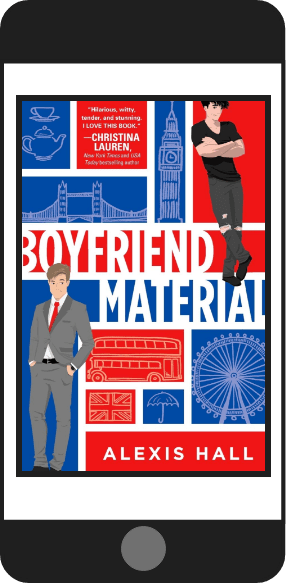 "Hilarious, witty,
tender, and stunning.
I LOVE THIS BOOK."
—CHRISTINA
LAUREN,
New York Times and USA
Today bestselling author
BOYFRIEND
MATERIAL
ALEXIS HALL